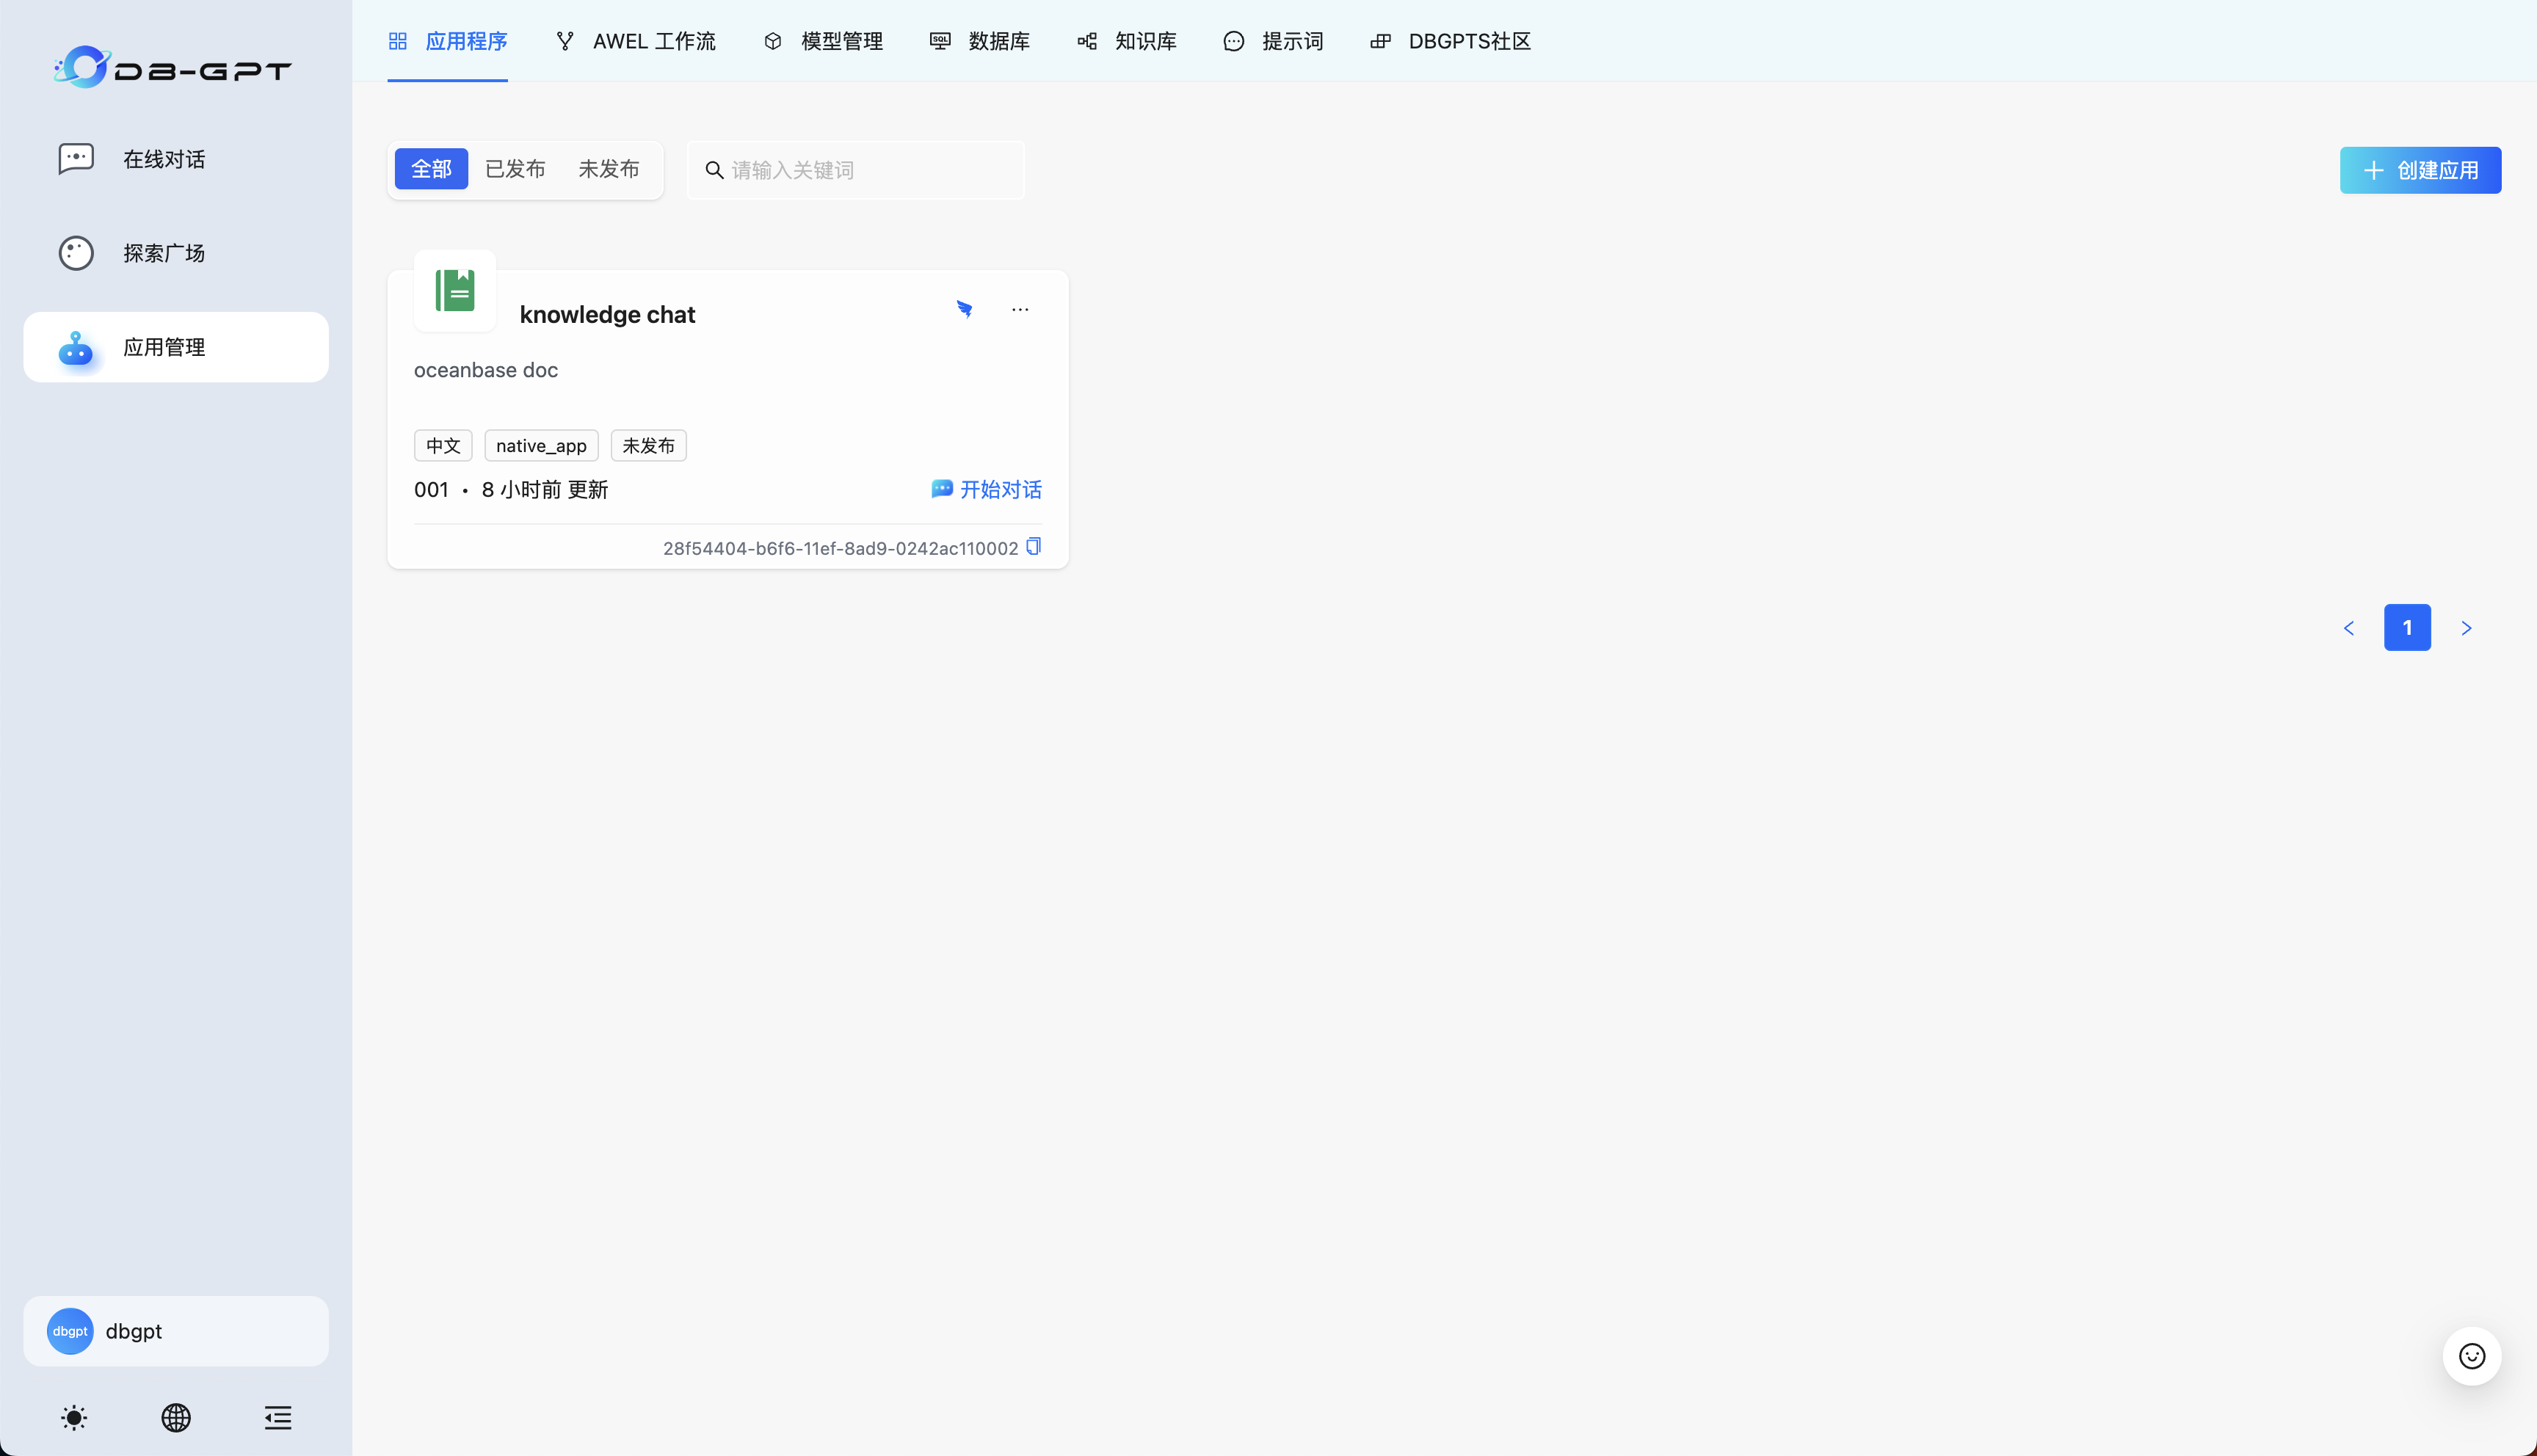 DB-GPT
在线对话
探索广场
应用管理
dbgpt
dbgpt
应用程序
AWEL 工作流
模型管理
SQL
数据库
知识库
提示词
DBGPTS社区
全部
已发布
未发布
请输入关键词
创建应用
knowledge chat
oceanbase doc
中文
native_app
未发布
001 • 8 小时前 更新
开始对话
28f54404-b6f6-11ef-8ad9-0242ac110002
1